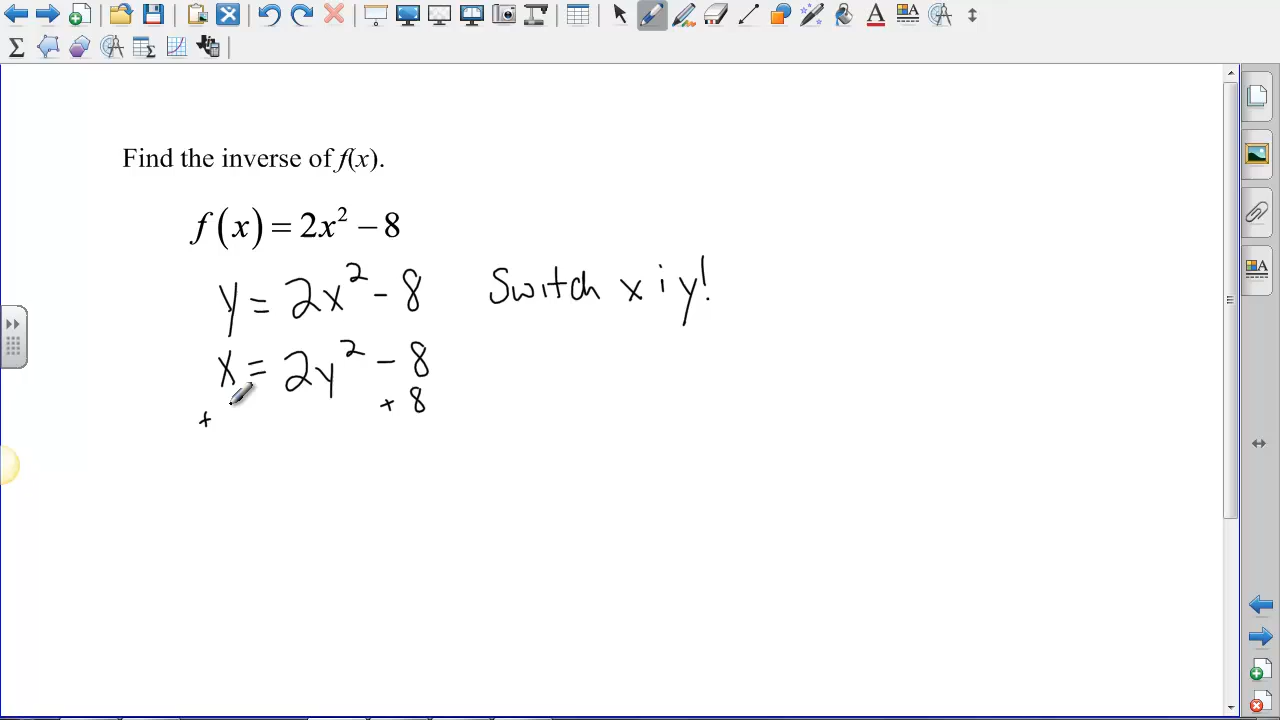 Find the inverse of f(x).
f(x) = 2x² − 8
y = 2x² - 8 Switch x i y!
x = 2y² - 8
+ + 8